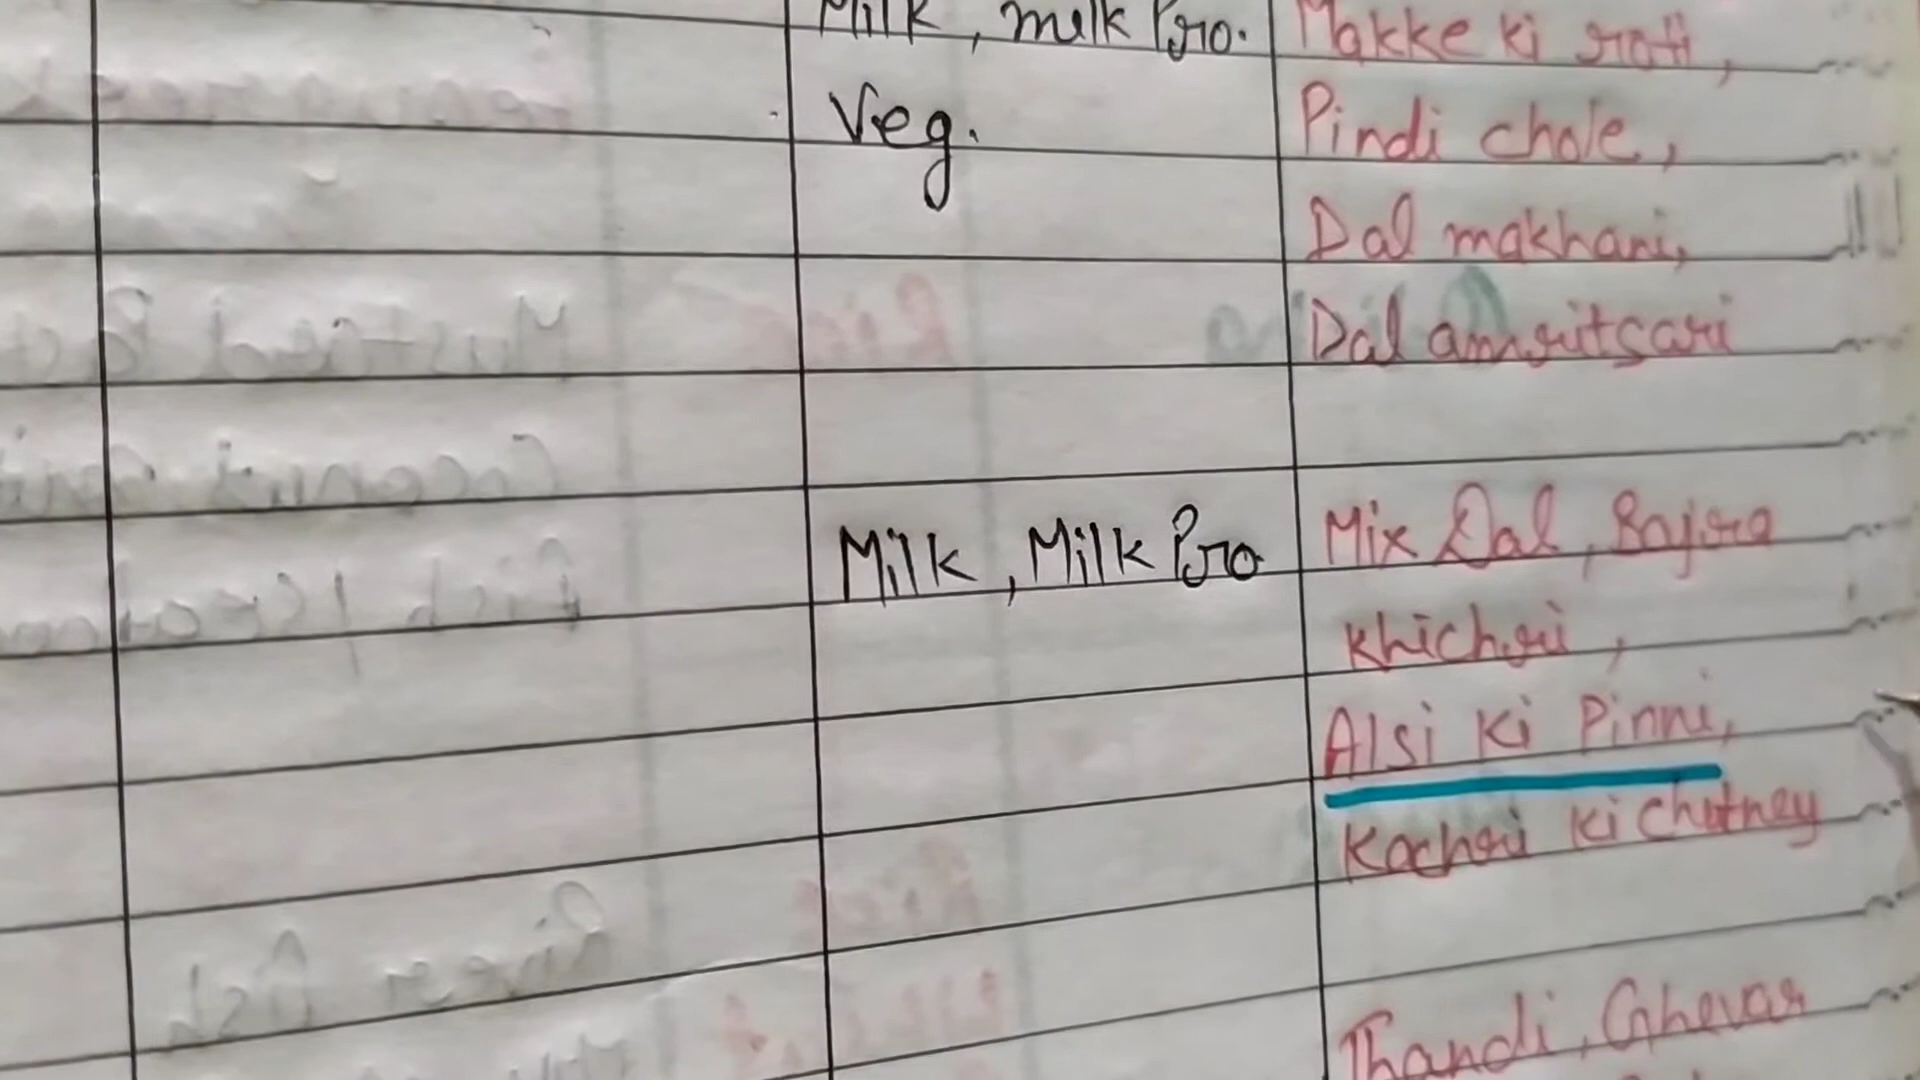 Milk, milk Pro.
Veg.
Makke ki roti,
Pindi chole,
Dal makhani,
Dal amritsari
Milk, Milk Pro
Mix Dal, Bajra
khichri,
Alsi ki Pinni,
Kachri ki chutney
Thandi, Ghevar